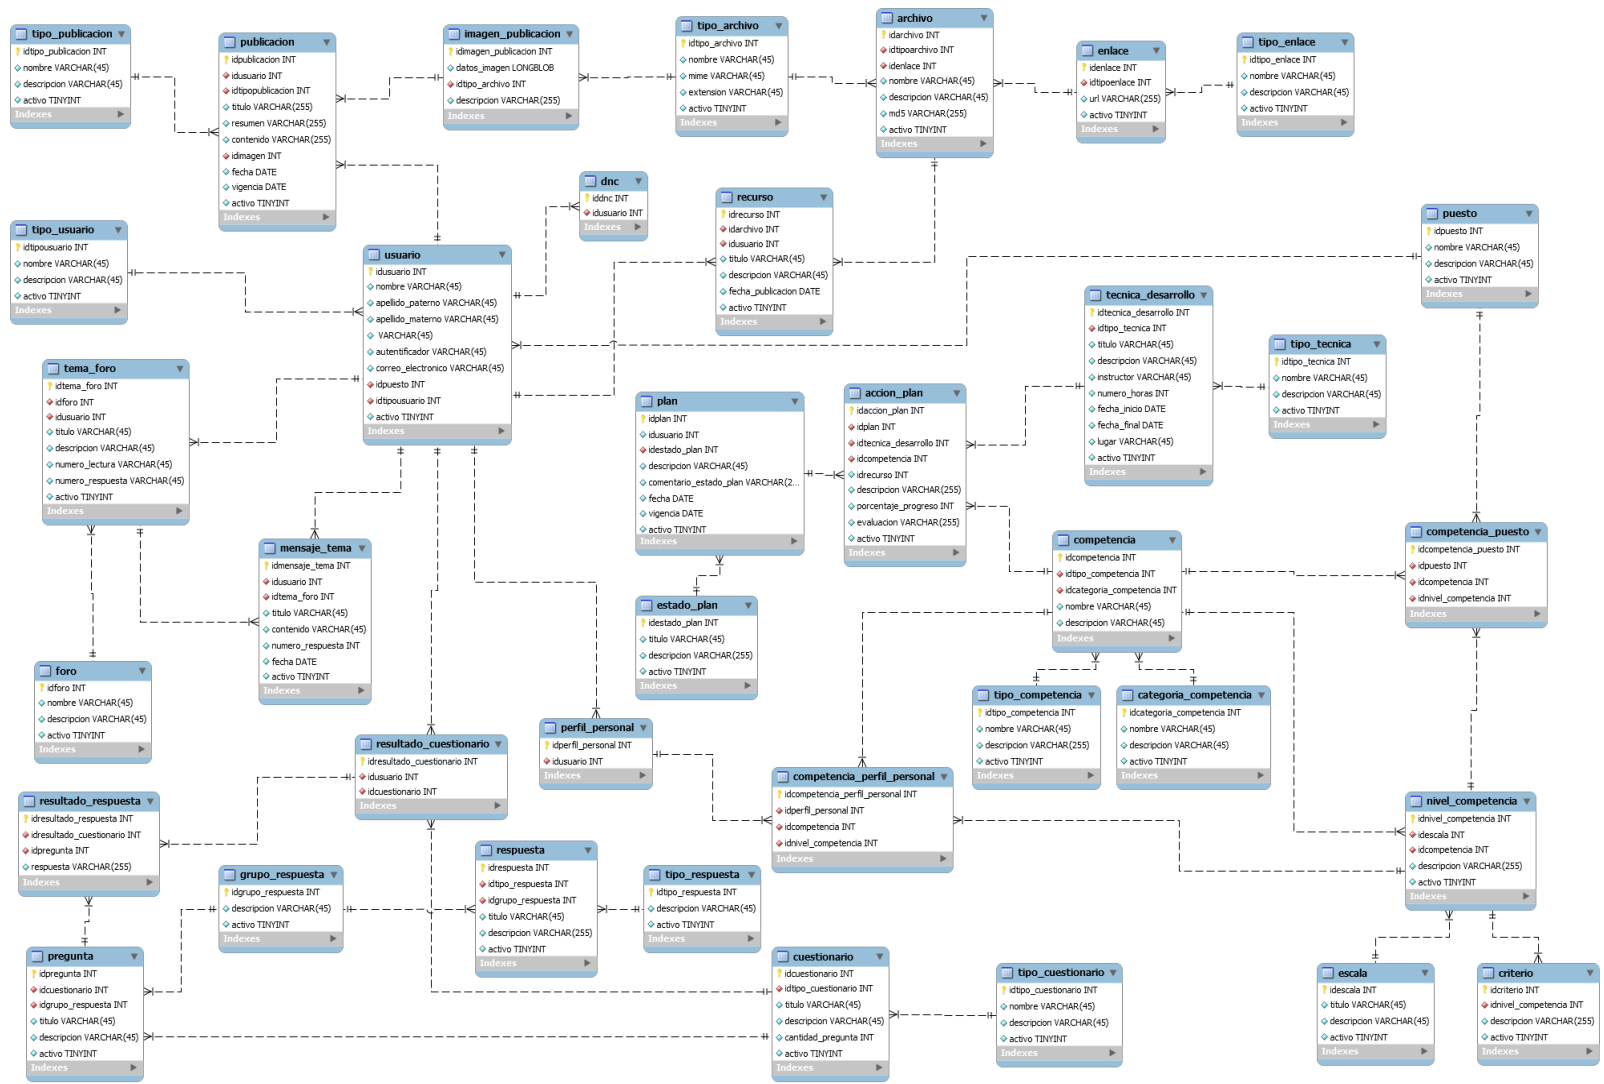 tipo_publicacion
idtipo_publicacion INT
nombre VARCHAR(45)
descripcion VARCHAR(45)
activo TINYINT
Indexes
publicacion
idpublicacion INT
idusuario INT
idtipopublicacion INT
titulo VARCHAR(255)
resumen VARCHAR(255)
contenido VARCHAR(255)
idimagen INT
fecha DATE
vigencia DATE
activo TINYINT
Indexes
imagen_publicacion
idimagen_publicacion INT
datos_imagen LONGBLOB
idtipo_archivo INT
descripcion VARCHAR(255)
Indexes
tipo_archivo
idtipo_archivo INT
nombre VARCHAR(45)
mime VARCHAR(45)
extension VARCHAR(45)
activo TINYINT
Indexes
archivo
idarchivo INT
idtipoarchivo INT
idenlace INT
nombre VARCHAR(45)
descripcion VARCHAR(45)
md5 VARCHAR(255)
activo TINYINT
Indexes
enlace
idenlace INT
idtipoenlace INT
url VARCHAR(255)
activo TINYINT
Indexes
tipo_enlace
idtipo_enlace INT
nombre VARCHAR(45)
descripcion VARCHAR(45)
activo TINYINT
Indexes
tipo_usuario
idtipousuario INT
nombre VARCHAR(45)
descripcion VARCHAR(45)
activo TINYINT
Indexes
usuario
idusuario INT
nombre VARCHAR(45)
apellido_paterno VARCHAR(45)
apellido_materno VARCHAR(45)
VARCHAR(45)
autentificador VARCHAR(45)
correo_electronico VARCHAR(45)
idpuesto INT
idtipousuario INT
activo TINYINT
Indexes
dnc
iddnc INT
idusuario INT
Indexes
recurso
idrecurso INT
idarchivo INT
idusuario INT
titulo VARCHAR(45)
descripcion VARCHAR(45)
fecha_publicacion DATE
activo TINYINT
Indexes
puesto
idpuesto INT
nombre VARCHAR(45)
descripcion VARCHAR(45)
activo TINYINT
Indexes
tecnica_desarrollo
idtecnica_desarrollo INT
idtipo_tecnica INT
titulo VARCHAR(45)
descripcion VARCHAR(45)
instructor VARCHAR(45)
numero_horas INT
fecha_inicio DATE
fecha_final DATE
lugar VARCHAR(45)
activo TINYINT
Indexes
tipo_tecnica
idtipo_tecnica INT
nombre VARCHAR(45)
descripcion VARCHAR(45)
activo TINYINT
Indexes
tema_foro
idtema_foro INT
idforo INT
idusuario INT
titulo VARCHAR(45)
descripcion VARCHAR(45)
numero_lectura VARCHAR(45)
numero_respuesta VARCHAR(45)
activo TINYINT
Indexes
plan
idplan INT
idusuario INT
idestado_plan INT
descripcion VARCHAR(45)
comentario_estado_plan VARCHAR(2...
fecha DATE
vigencia DATE
activo TINYINT
Indexes
accion_plan
idaccion_plan INT
idplan INT
idtecnica_desarrollo INT
idcompetencia INT
idrecurso INT
descripcion VARCHAR(255)
porcentaje_progreso INT
evaluacion VARCHAR(255)
activo TINYINT
Indexes
mensaje_tema
idmensaje_tema INT
idusuario INT
idtema_foro INT
titulo VARCHAR(45)
contenido VARCHAR(45)
numero_respuesta INT
fecha DATE
activo TINYINT
Indexes
competencia
idcompetencia INT
idtipo_competencia INT
idcategoria_competencia INT
nombre VARCHAR(45)
descripcion VARCHAR(45)
Indexes
competencia_puesto
idcompetencia_puesto INT
idpuesto INT
idcompetencia INT
idnivel_competencia INT
Indexes
estado_plan
idestado_plan INT
titulo VARCHAR(45)
descripcion VARCHAR(255)
activo TINYINT
Indexes
foro
idforo INT
nombre VARCHAR(45)
descripcion VARCHAR(45)
activo TINYINT
Indexes
tipo_competencia
idtipo_competencia INT
nombre VARCHAR(45)
descripcion VARCHAR(255)
activo TINYINT
Indexes
categoria_competencia
idcategoria_competencia INT
nombre VARCHAR(45)
descripcion VARCHAR(45)
activo TINYINT
Indexes
resultado_cuestionario
idresultado_cuestionario INT
idusuario INT
idcuestionario INT
Indexes
perfil_personal
idperfil_personal INT
idusuario INT
Indexes
competencia_perfil_personal
idcompetencia_perfil_personal INT
idperfil_personal INT
idcompetencia INT
idnivel_competencia INT
Indexes
nivel_competencia
idnivel_competencia INT
idescala INT
idcompetencia INT
descripcion VARCHAR(255)
activo TINYINT
Indexes
resultado_respuesta
idresultado_respuesta INT
idresultado_cuestionario INT
idpregunta INT
respuesta VARCHAR(255)
Indexes
grupo_respuesta
idgrupo_respuesta INT
descripcion VARCHAR(45)
activo TINYINT
Indexes
respuesta
idrespuesta INT
idtipo_respuesta INT
idgrupo_respuesta INT
titulo VARCHAR(45)
descripcion VARCHAR(255)
activo TINYINT
Indexes
tipo_respuesta
idtipo_respuesta INT
descripcion VARCHAR(45)
activo TINYINT
Indexes
pregunta
idpregunta INT
idcuestionario INT
idgrupo_respuesta INT
titulo VARCHAR(45)
descripcion VARCHAR(45)
activo TINYINT
Indexes
cuestionario
idcuestionario INT
idtipo_cuestionario INT
titulo VARCHAR(45)
descripcion VARCHAR(45)
cantidad_pregunta INT
activo TINYINT
Indexes
tipo_cuestionario
idtipo_cuestionario INT
nombre VARCHAR(45)
descripcion VARCHAR(45)
activo TINYINT
Indexes
escala
idescala INT
titulo VARCHAR(45)
descripcion VARCHAR(45)
activo TINYINT
Indexes
criterio
idcriterio INT
idnivel_competencia INT
descripcion VARCHAR(255)
activo TINYINT
Indexes